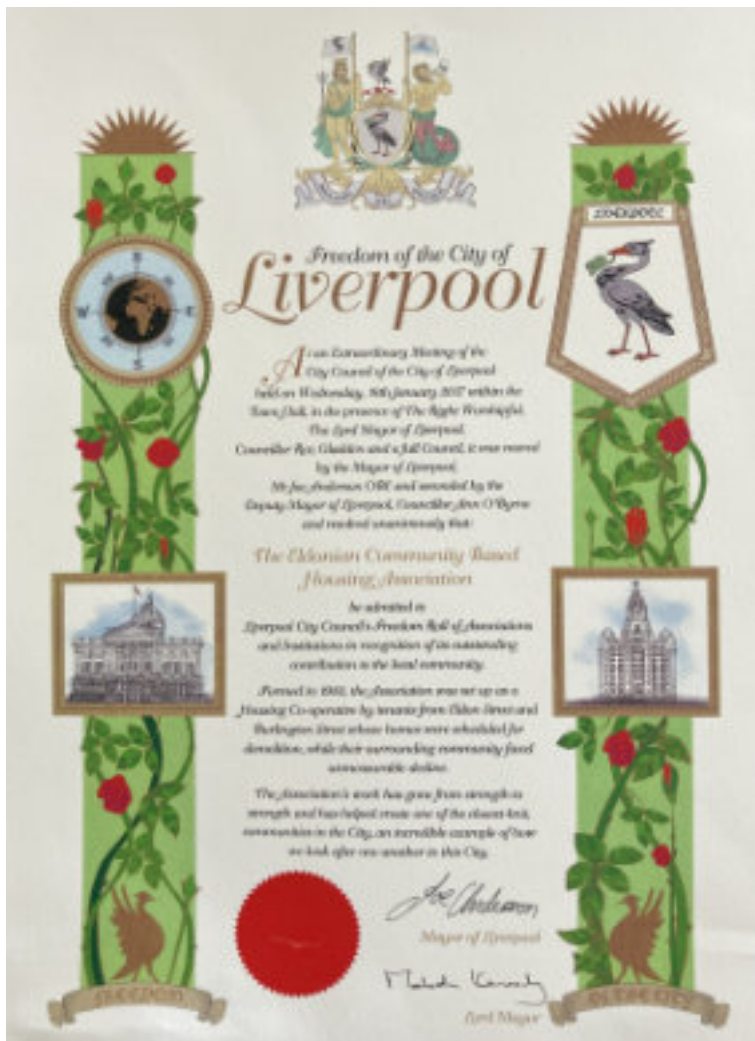 Freedom of the City of
Liverpool
LIVERPOOL
N
W
E
S
At an Extraordinary Meeting of the
City Council of the City of Liverpool
held on Wednesday, January within the
Town Hall, in the presence of The Right Worshipful,
The Lord Mayor of Liverpool,
Councillor Roz Gladden and a full Council, it was moved
by the Mayor of Liverpool,
Mr Joe Anderson OBE and seconded by the
Deputy Mayor of Liverpool, Councillor Ann O'Byrne
and resolved unanimously that:
The Eldonian Community Based
Housing Association
be admitted to
Liverpool City Council's Freedom Roll of Associations
and Institutions in recognition of its outstanding
contribution to the local community.
Formed in the Association was set up as a
Housing Co-operative by tenants from Eldon Street and
Burlington Street whose homes were scheduled for
demolition, while their surrounding community faced
decline.
The Association's work has gone from strength to
strength and has helped create one of the closest-knit
communities in the City, an incredible example of how
we look after one another in this City.
Joe Anderson
Mayor of Liverpool
Lord Mayor
FREEDOM
OF THE CITY